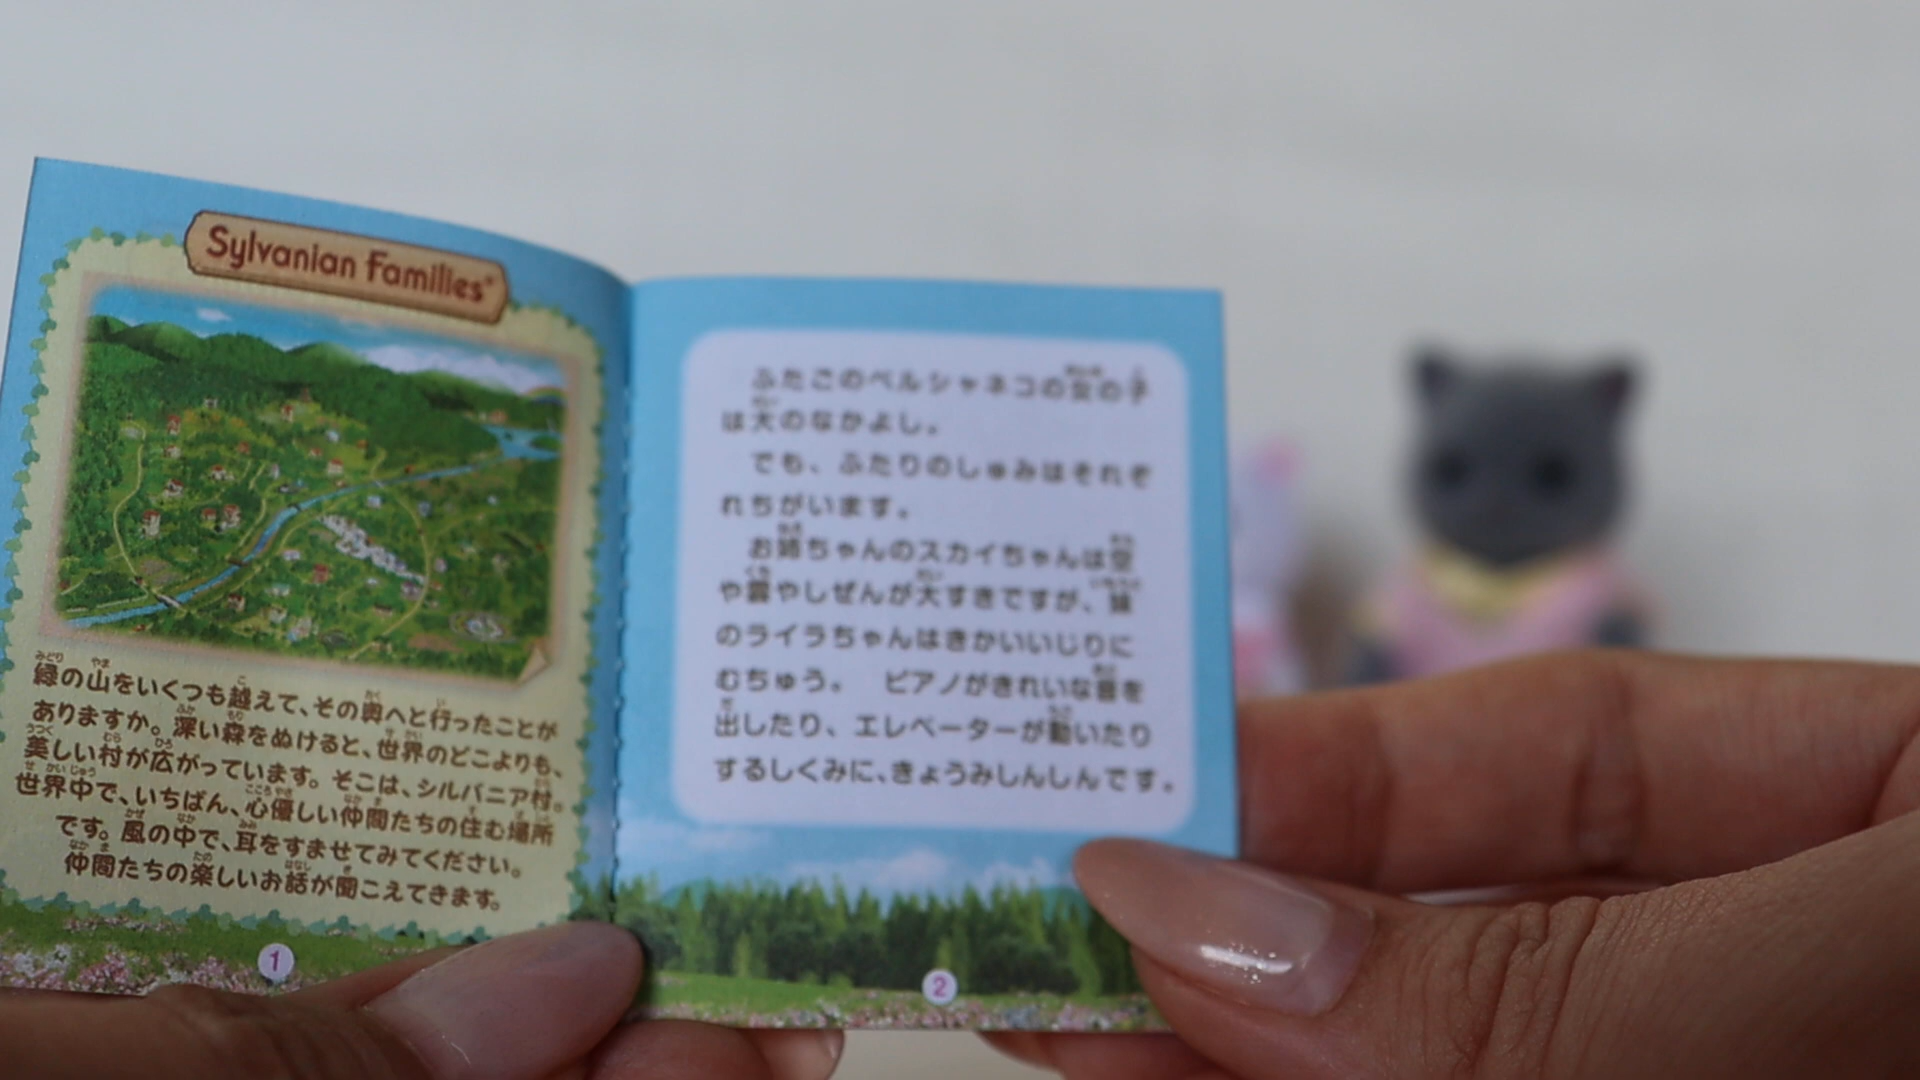 Sylvanian Families
緑の山をいくつも越えて、その奥へと行ったことが
ありますか。深い森をぬけると、世界のどこよりも、
美しい村が広がっています。そこは、シルバニア村。
世界中で、いちばん、心優しい仲間たちの住む場所
です。風の中で、耳をすませてみてください。
仲間たちの楽しいお話が聞こえてきます。
1
ふたごのペルシャネコの女の子
は大のなかよし。
でも、ふたりのしゅみはそれぞ
れちがいます。
お姉ちゃんのスカイちゃんは空
や雲やしぜんが大すきですが、妹
のライラちゃんはきかいいじりに
むちゅう。 ピアノがきれいな音を
出したり、エレベーターが動いたり
するしくみに、きょうみしんしんです。
2